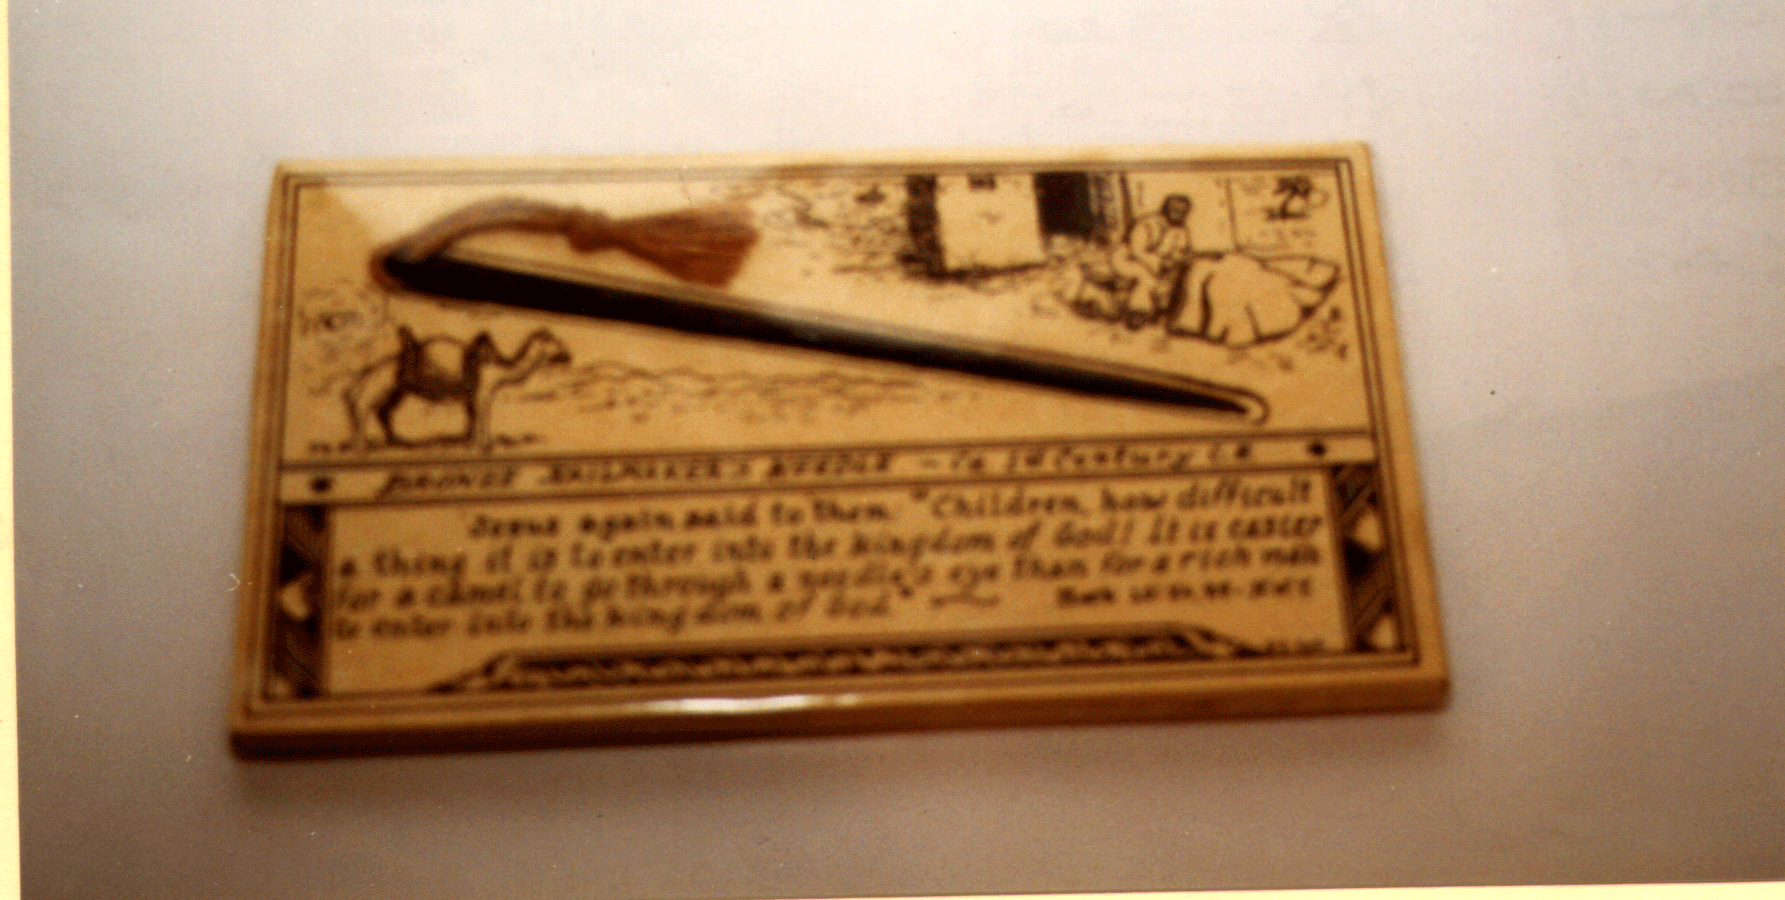 BRONZE SAILMAKER'S NEEDLE - Ca 1st Century C.E.
Jesus again said to them: "Children, how difficult
a thing it is to enter into the kingdom of God! It is easier
for a camel to go through a needle's eye than for a rich man
to enter into the kingdom of God."